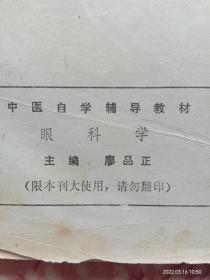 中医自学辅导教材
眼科学
主编 廖品正
(限本刊大使用，请勿翻印)
2022.03.16 10:50